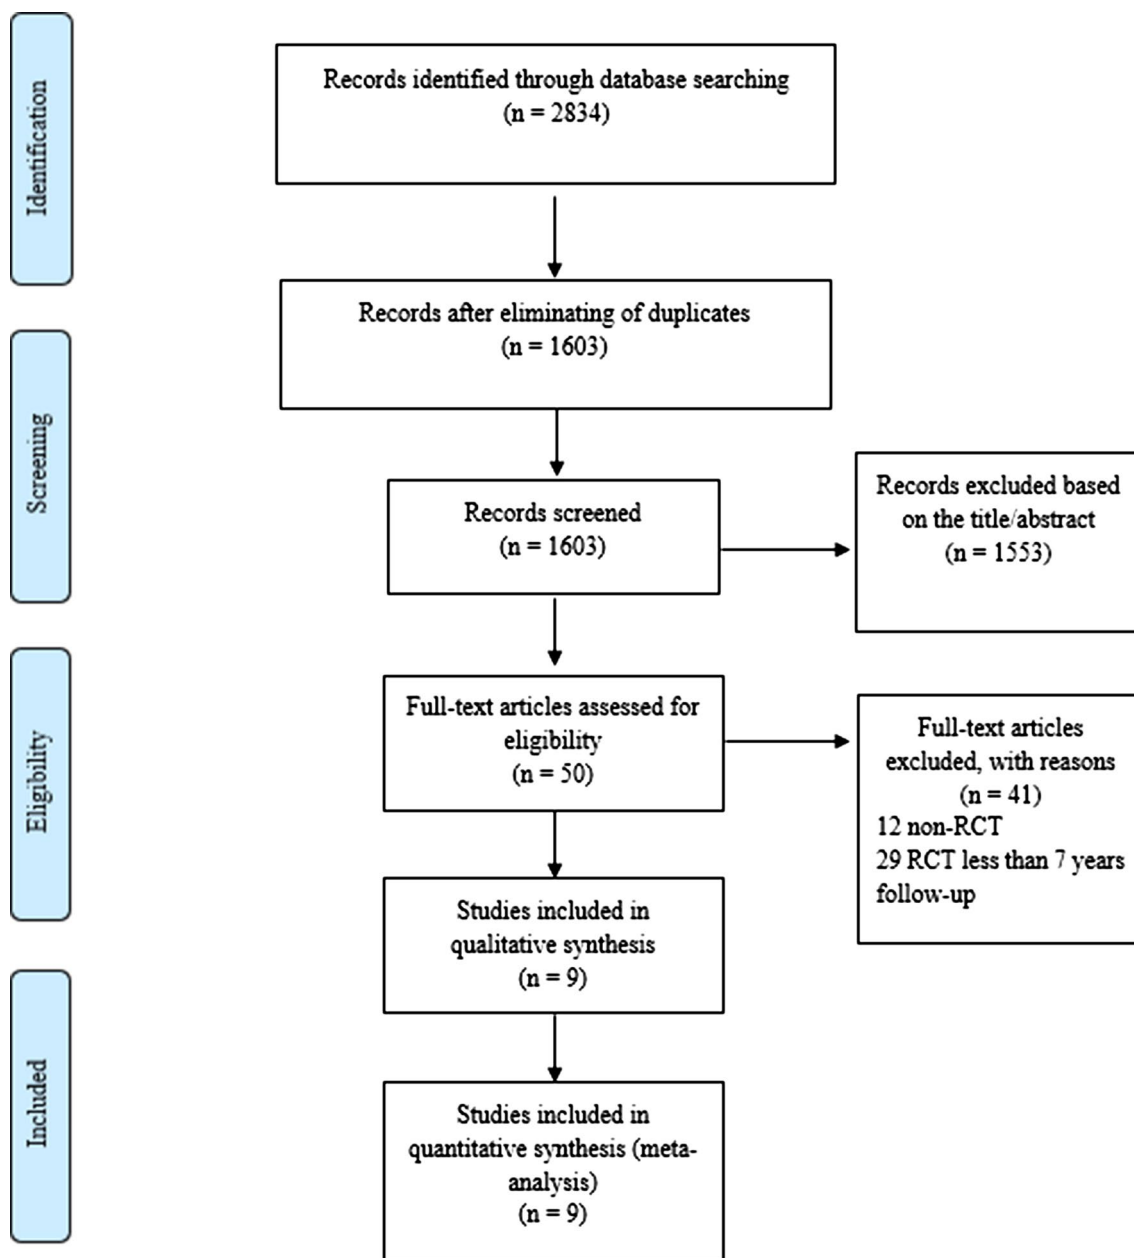 Identification
Records identified through database searching
(n = 2834)
Records after eliminating of duplicates
(n = 1603)
Screening
Records screened
(n = 1603)
Records excluded based
on the title/abstract
(n = 1553)
Eligibility
Full-text articles assessed for
eligibility
(n = 50)
Full-text articles
excluded, with reasons
(n = 41)
12 non-RCT
29 RCT less than 7 years
follow-up
Studies included in
qualitative synthesis
(n = 9)
Included
Studies included in
quantitative synthesis (meta-
analysis)
(n = 9)